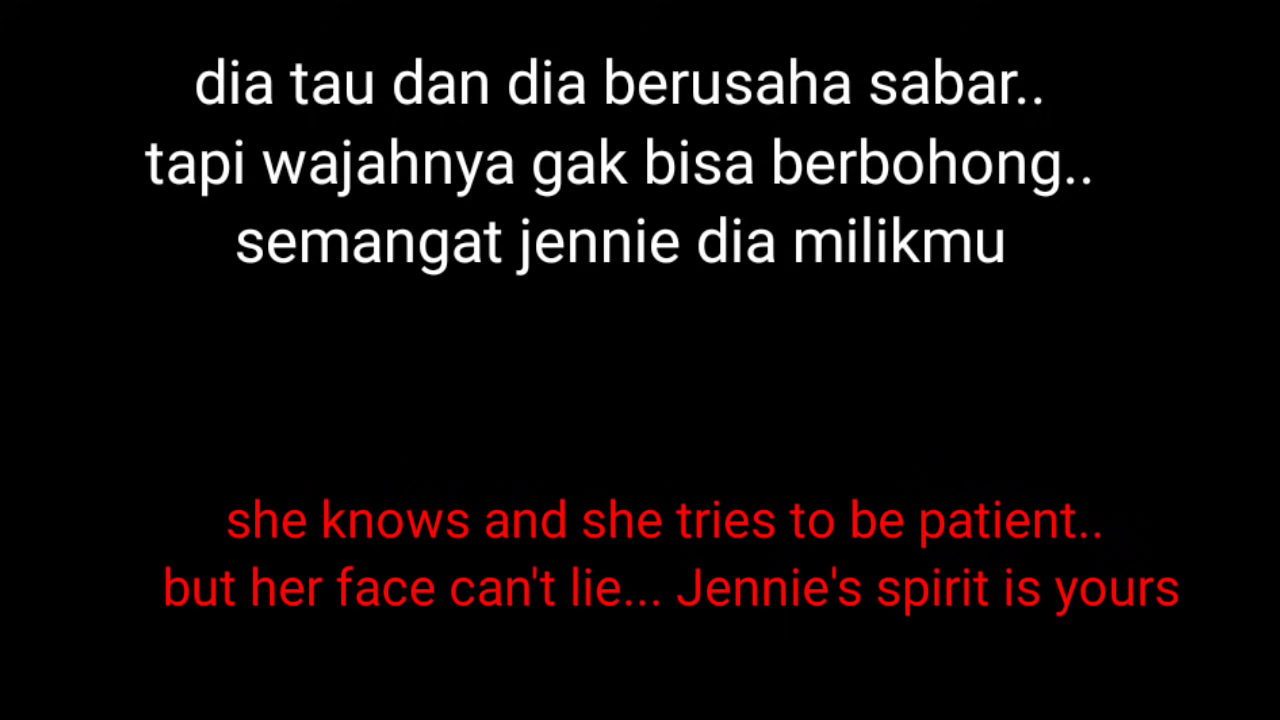 dia tau dan dia berusaha sabar..
tapi wajahnya gak bisa berbohong..
semangat jennie dia milikmu
she knows and she tries to be patient..
but her face can't lie... Jennie's spirit is yours